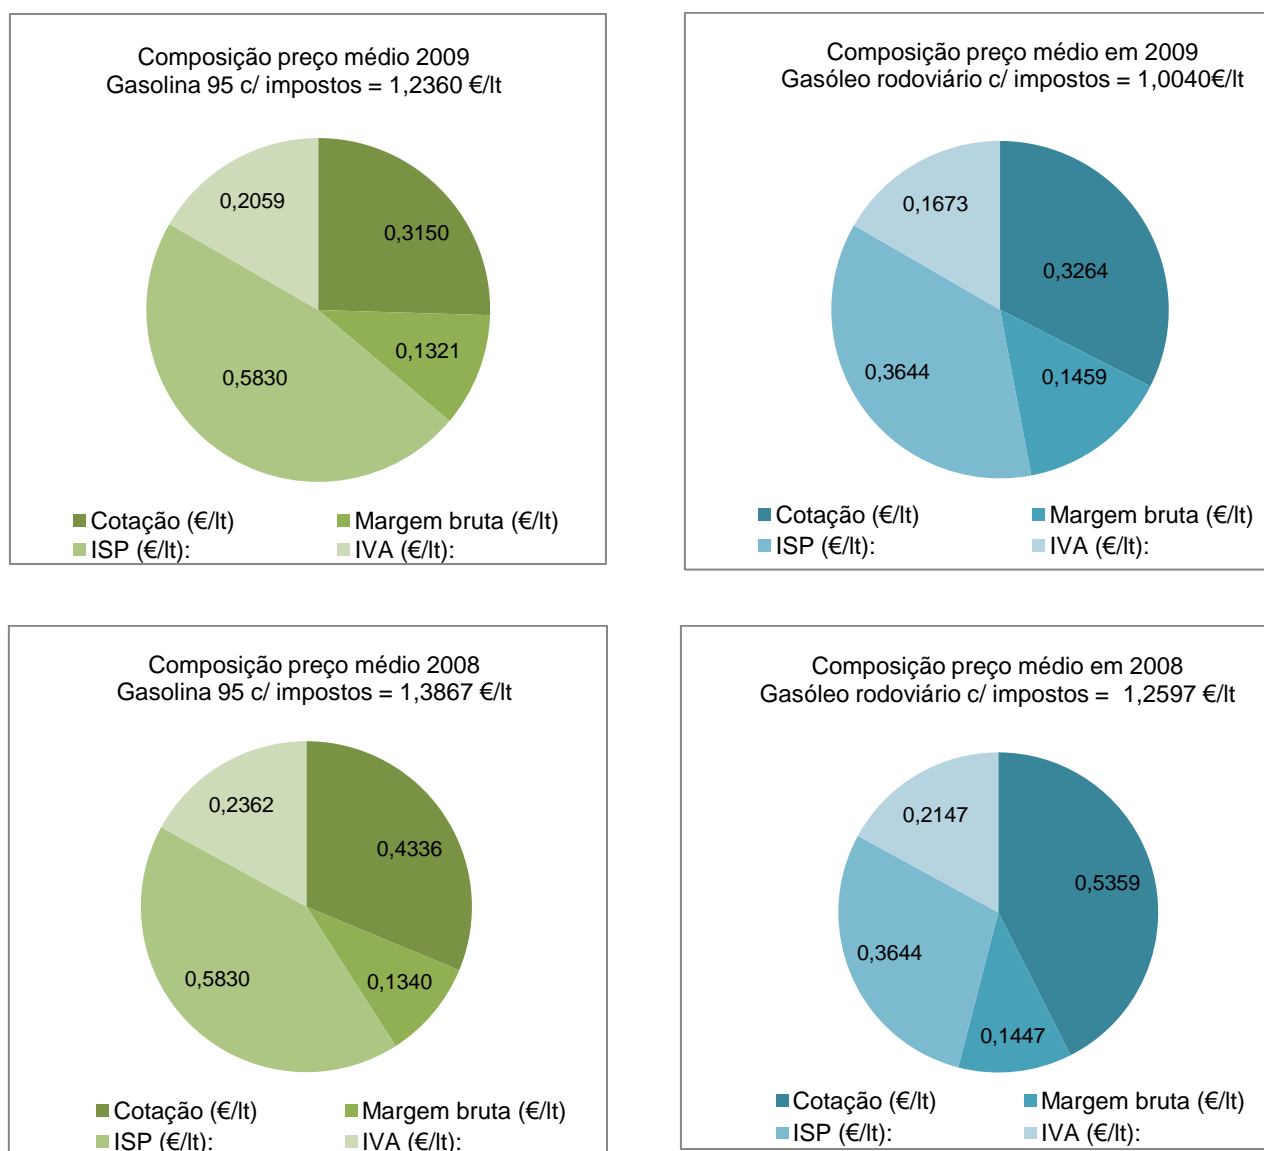 Composição preço médio 2009
Gasolina 95 c/ impostos = 1,2360 €/lt
0,2059
0,3150
0,1321
0,5830
Cotação (€/lt)
Margem bruta (€/lt)
ISP (€/lt):
IVA (€/lt):
Composição preço médio em 2009
Gasóleo rodoviário c/ impostos = 1,0040€/lt
0,1673
0,3264
0,3644
0,1459
Cotação (€/lt)
Margem bruta (€/lt)
ISP (€/lt):
IVA (€/lt):
Composição preço médio 2008
Gasolina 95 c/ impostos = 1,3867 €/lt
0,2362
0,4336
0,5830
0,1340
Cotação (€/lt)
Margem bruta (€/lt)
ISP (€/lt):
IVA (€/lt):
Composição preço médio em 2008
Gasóleo rodoviário c/ impostos =  1,2597 €/lt
0,2147
0,5359
0,3644
0,1447
Cotação (€/lt)
Margem bruta (€/lt)
ISP (€/lt):
IVA (€/lt):